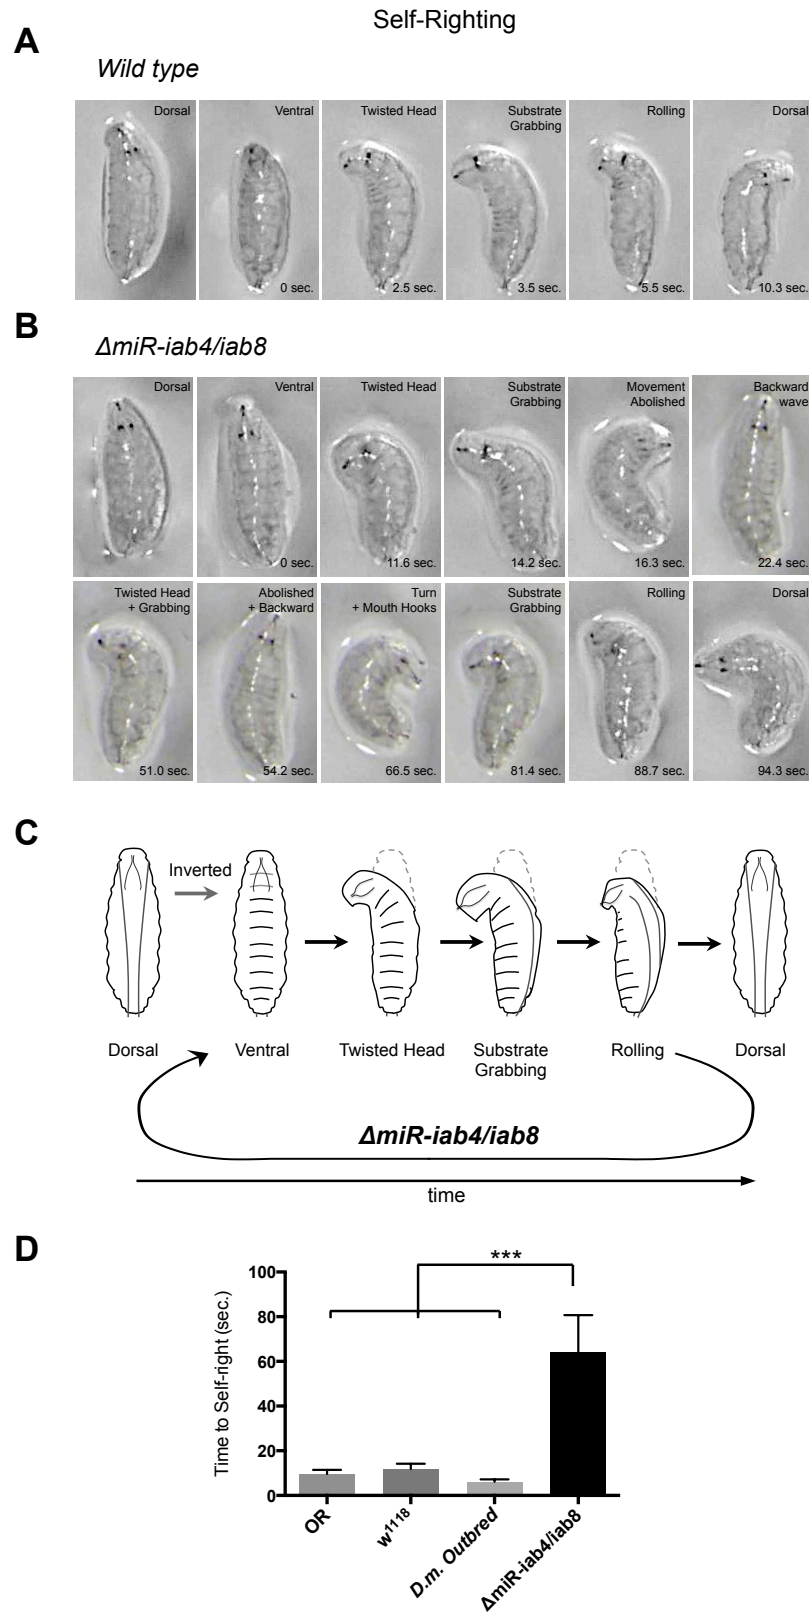 Self-Righting
A
Wild type
Dorsal
Ventral
0 sec.
Twisted Head
2.5 sec.
Substrate
Grabbing
3.5 sec.
Rolling
5.5 sec.
Dorsal
10.3 sec.
B
ΔmiR-iab4/iab8
Dorsal
Ventral
0 sec.
Twisted Head
11.6 sec.
Substrate
Grabbing
14.2 sec.
Movement
Abolished
16.3 sec.
Backward
wave
22.4 sec.
Twisted Head
+ Grabbing
51.0 sec.
Abolished
+ Backward
54.2 sec.
Turn
+ Mouth Hooks
66.5 sec.
Substrate
Grabbing
81.4 sec.
Rolling
88.7 sec.
Dorsal
94.3 sec.
C
Inverted
Dorsal
Ventral
Twisted Head
Substrate
Grabbing
Rolling
Dorsal
ΔmiR-iab4/iab8
time
D
***
Time to Self-right (sec.)
100
80
60
40
20
0
OR
w1118
D.m. Outbred
ΔmiR-iab4/iab8